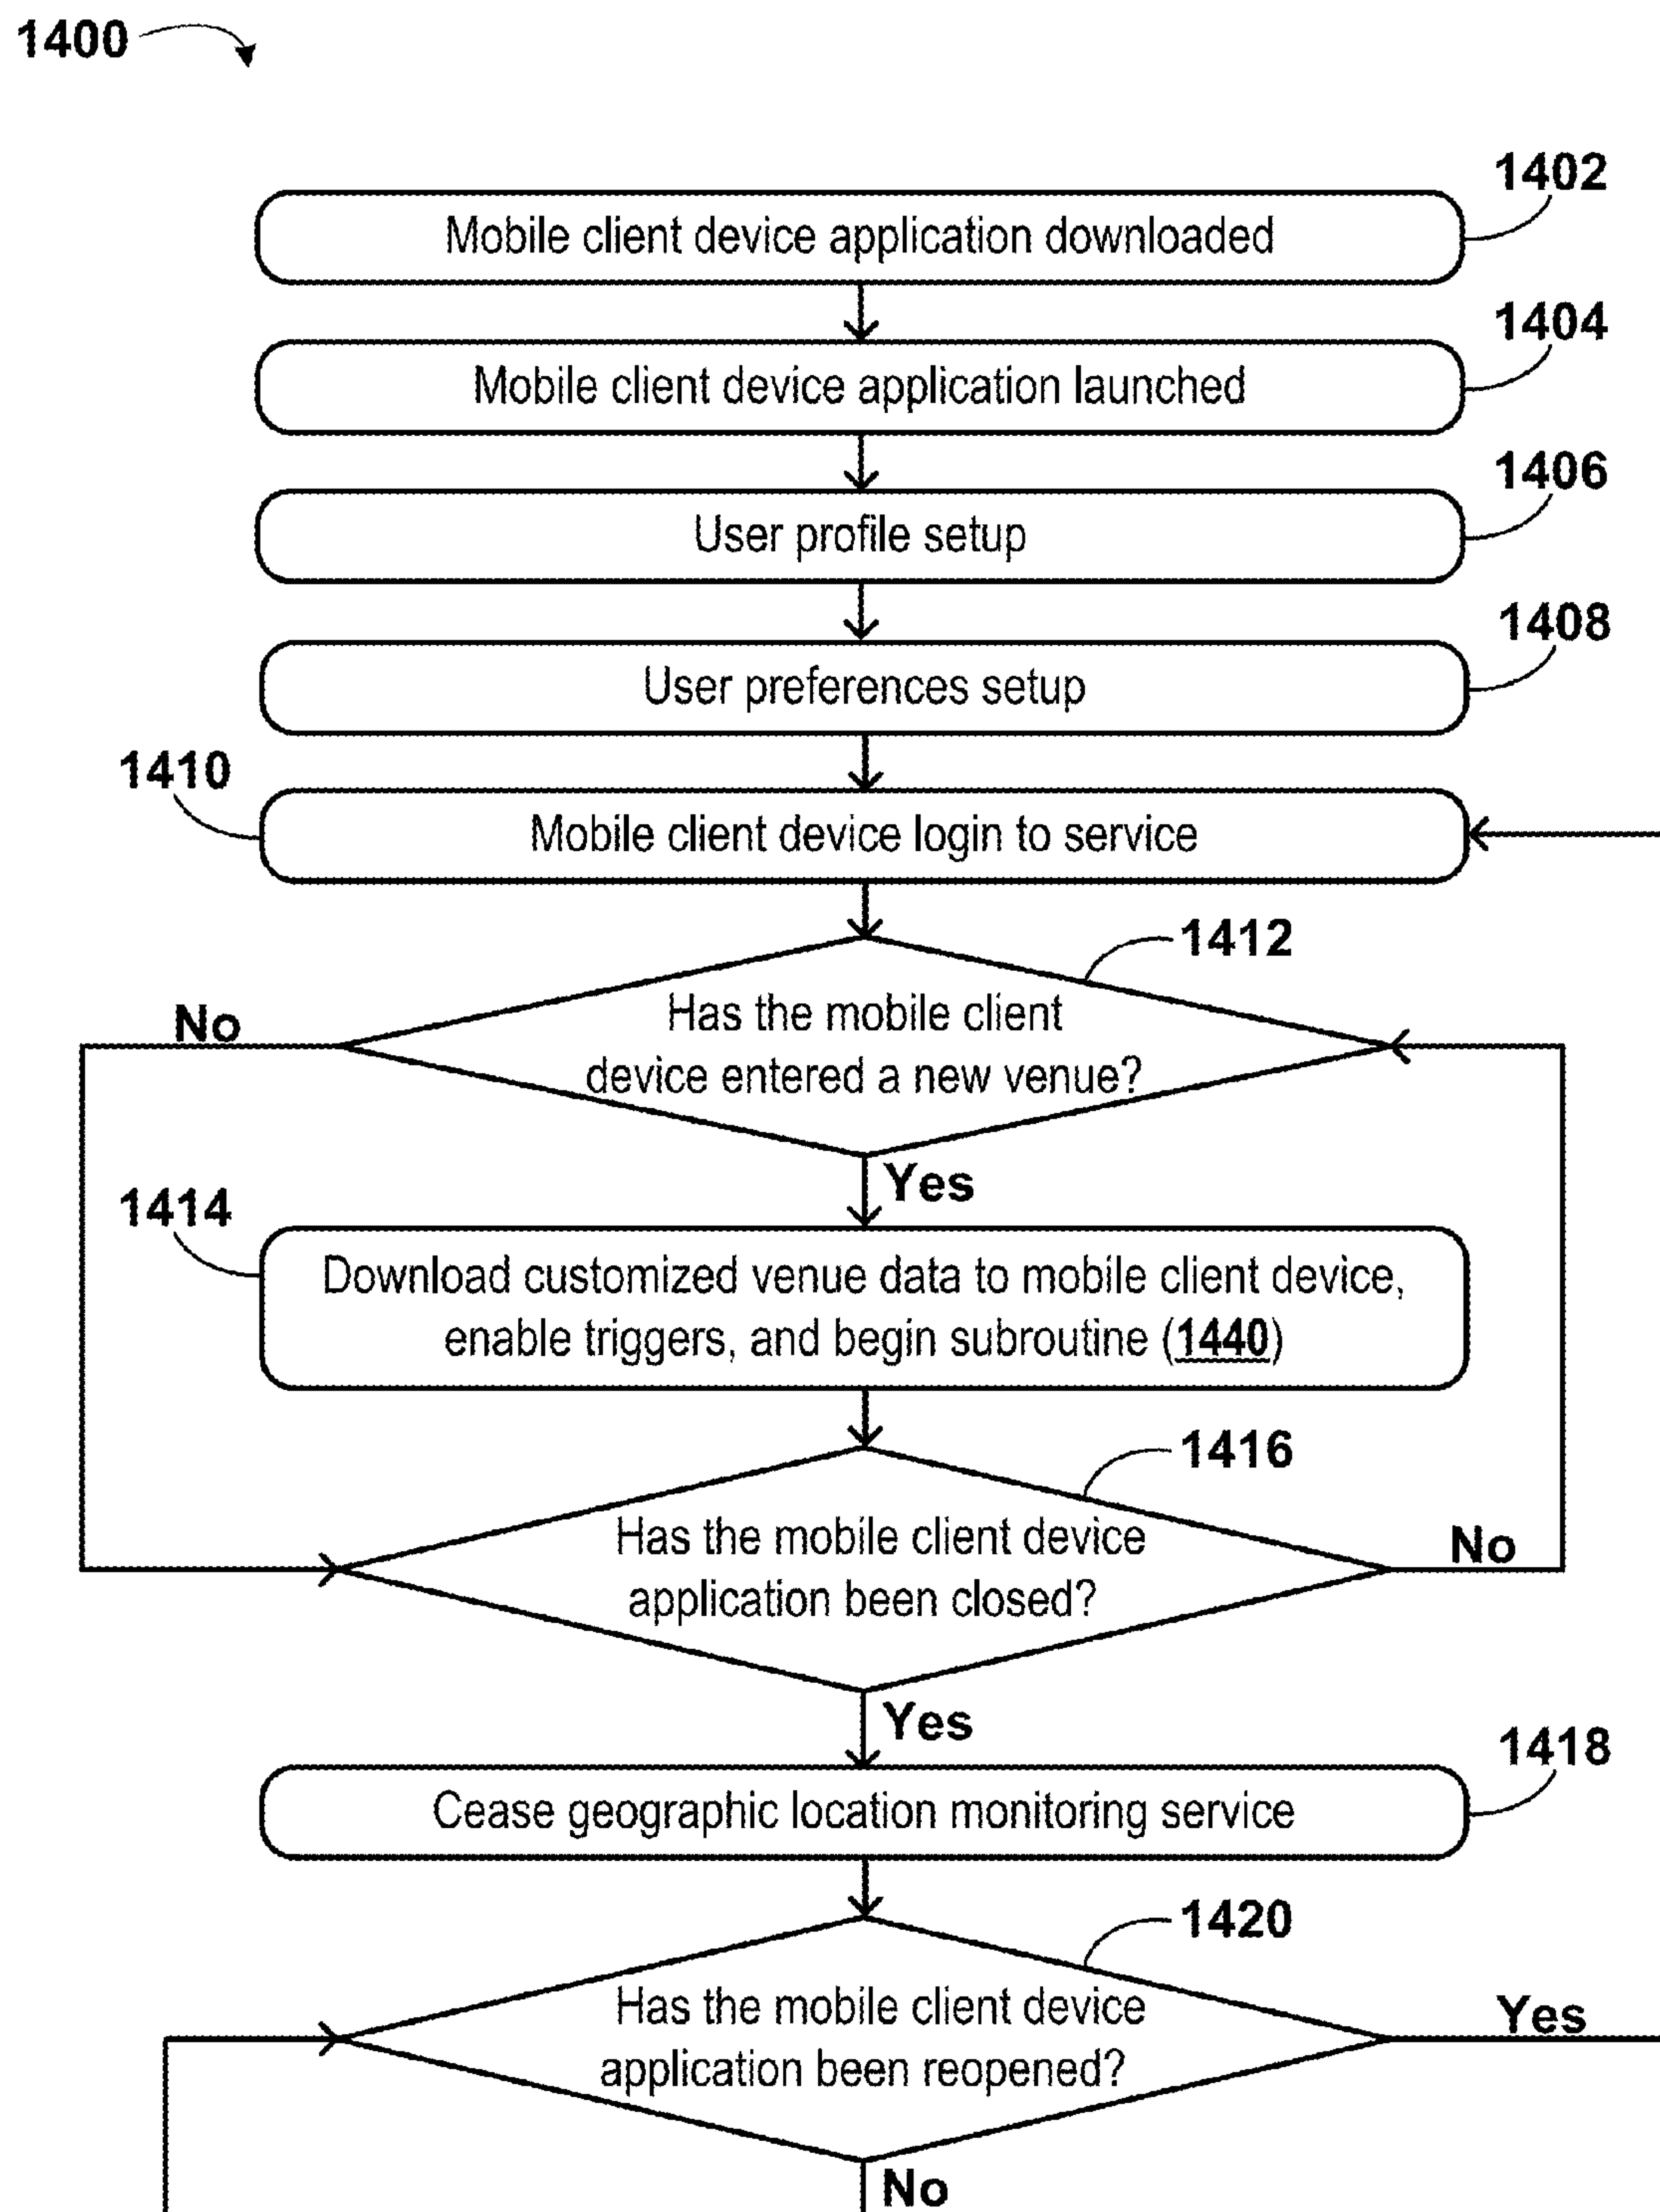 1400
1402
Mobile client device application downloaded
1404
Mobile client device application launched
1406
User profile setup
1408
User preferences setup
1410
Mobile client device login to service
1412
Has the mobile client
device entered a new venue?
No
Yes
1414
Download customized venue data to mobile client device,
enable triggers, and begin subroutine (1440)
1416
Has the mobile client device
application been closed?
No
Yes
1418
Cease geographic location monitoring service
1420
Has the mobile client device
application been reopened?
Yes
No